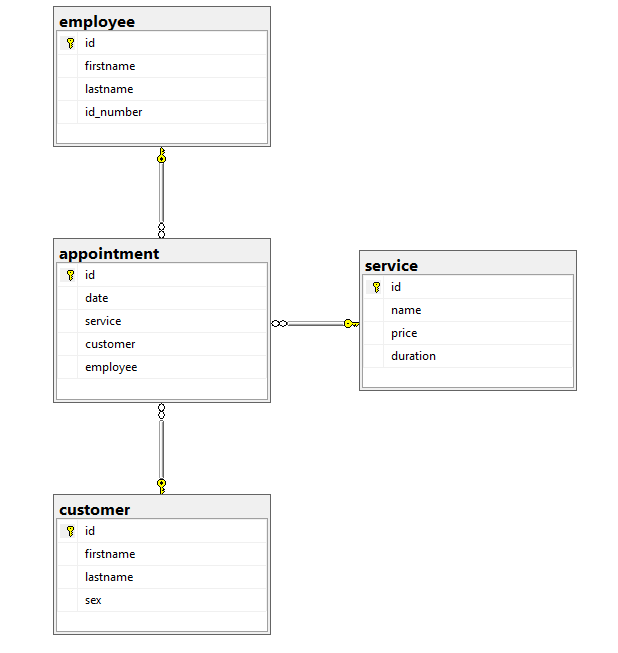 employee
id
firstname
lastname
id_number
appointment
id
date
service
customer
employee
service
id
name
price
duration
customer
id
firstname
lastname
sex